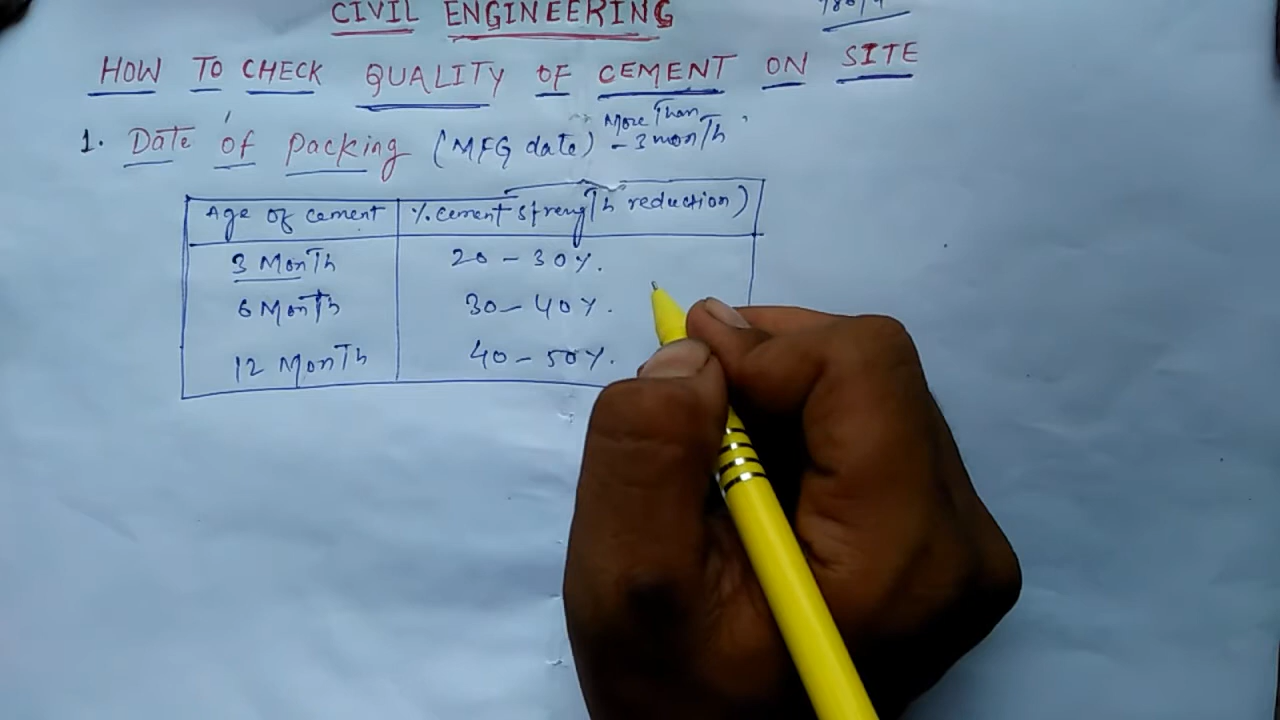 CIVIL ENGINEERING
HOW TO CHECK QUALITY OF CEMENT ON SITE
1. Date of Packing (MFG date) More Than - 3 monTh
Age of cement % cement strength reduction)
3 MonTh 20 - 30%.
6 MonTh 30 - 40%.
12 MonTh 40 - 50%.